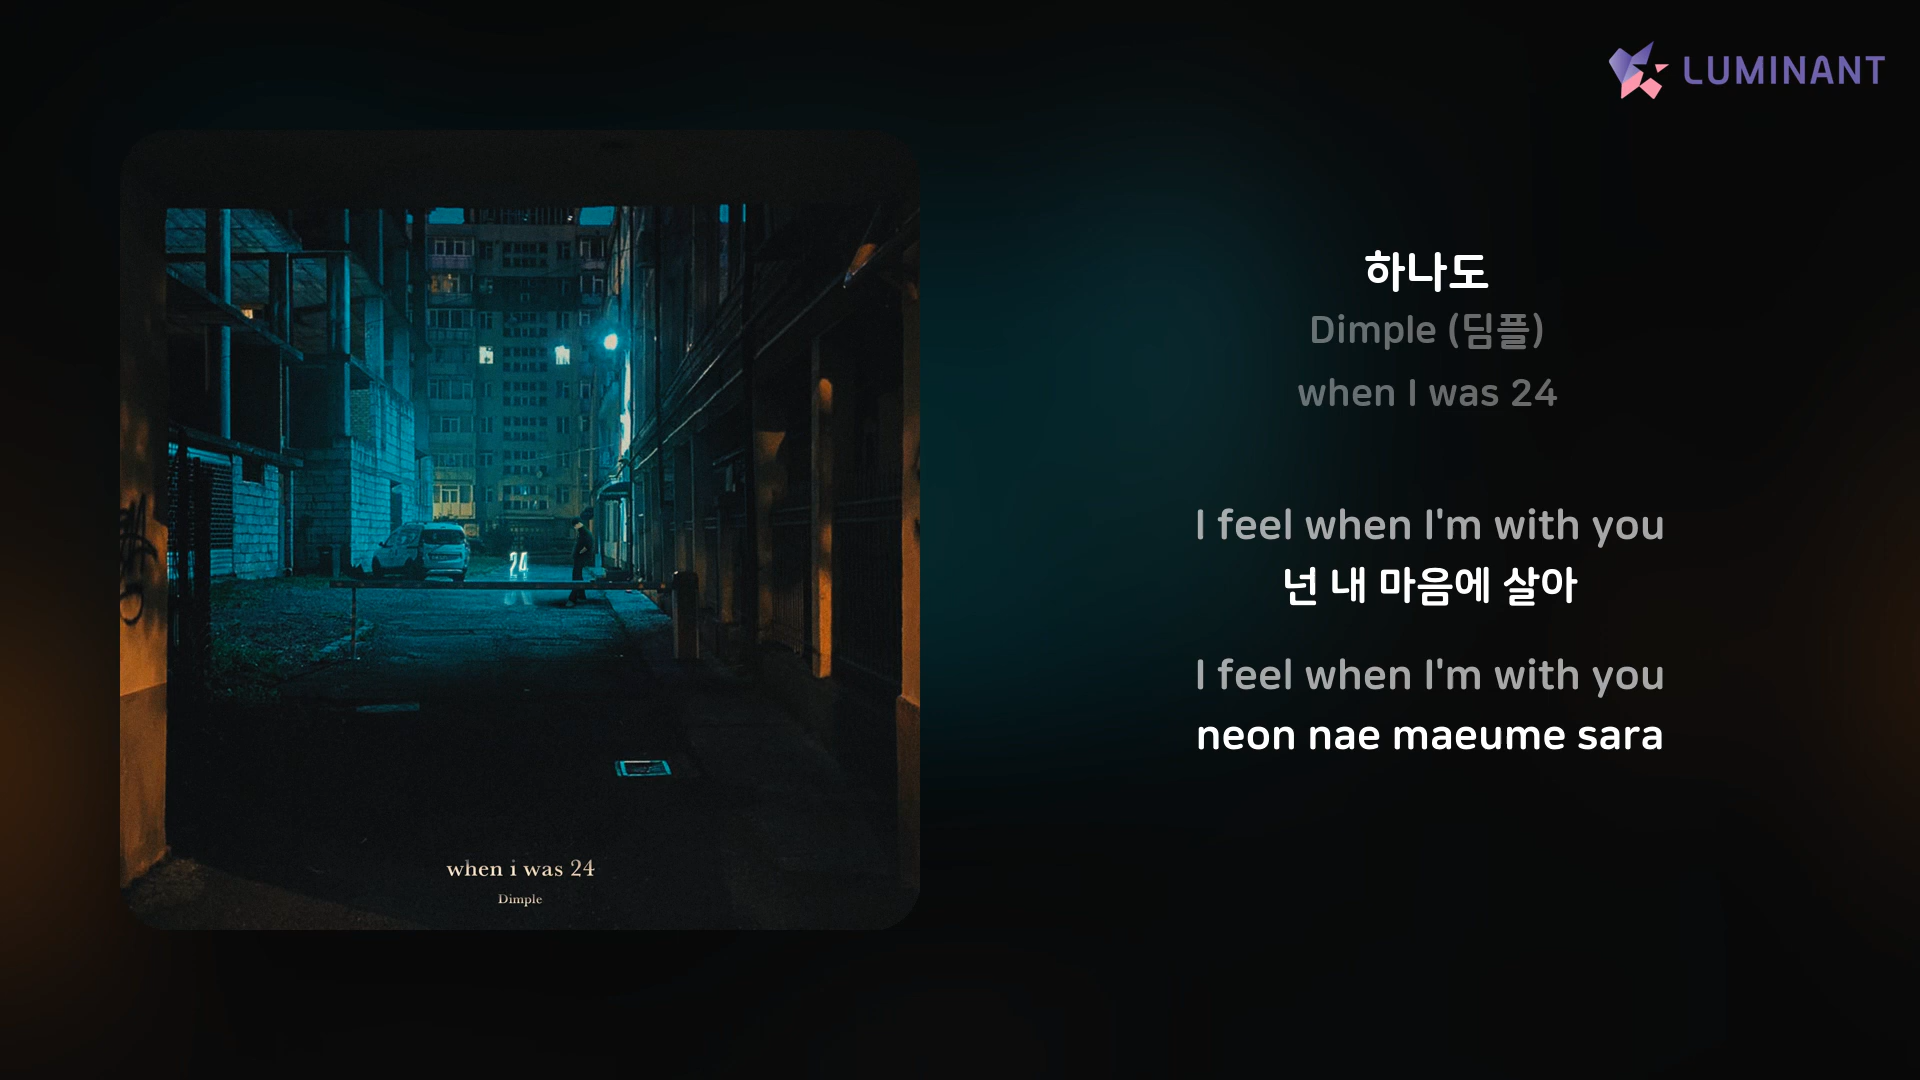 LUMINANT
24
when i was 24
Dimple
하나도
Dimple (딤플)
when I was 24
I feel when I'm with you
넌 내 마음에 살아
I feel when I'm with you
neon nae maeume sara